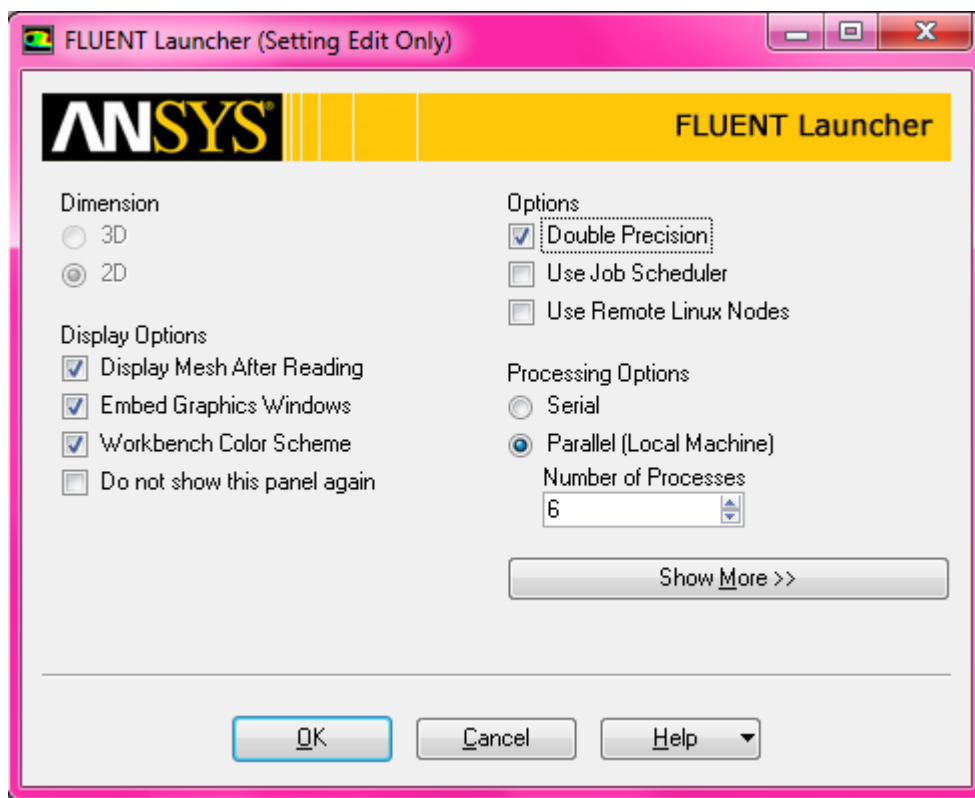 FLUENT Launcher (Setting Edit Only)
ANSYS®
FLUENT Launcher
Dimension
3D
2D
Display Options
Display Mesh After Reading
Embed Graphics Windows
Workbench Color Scheme
Do not show this panel again
Options
Double Precision
Use Job Scheduler
Use Remote Linux Nodes
Processing Options
Serial
Parallel (Local Machine)
Number of Processes
6
Show More >>
OK
Cancel
Help